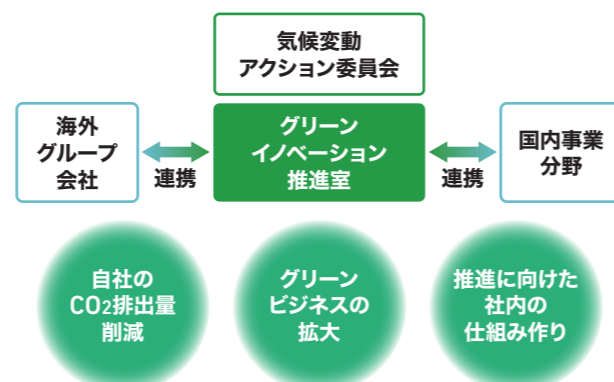 気候変動
アクション委員会
海外
グループ
会社
連携
グリーン
イノベーション
推進室
連携
国内事業
分野
自社の
CO2排出量
削減
グリーン
ビジネスの
拡大
推進に向けた
社内の
仕組み作り